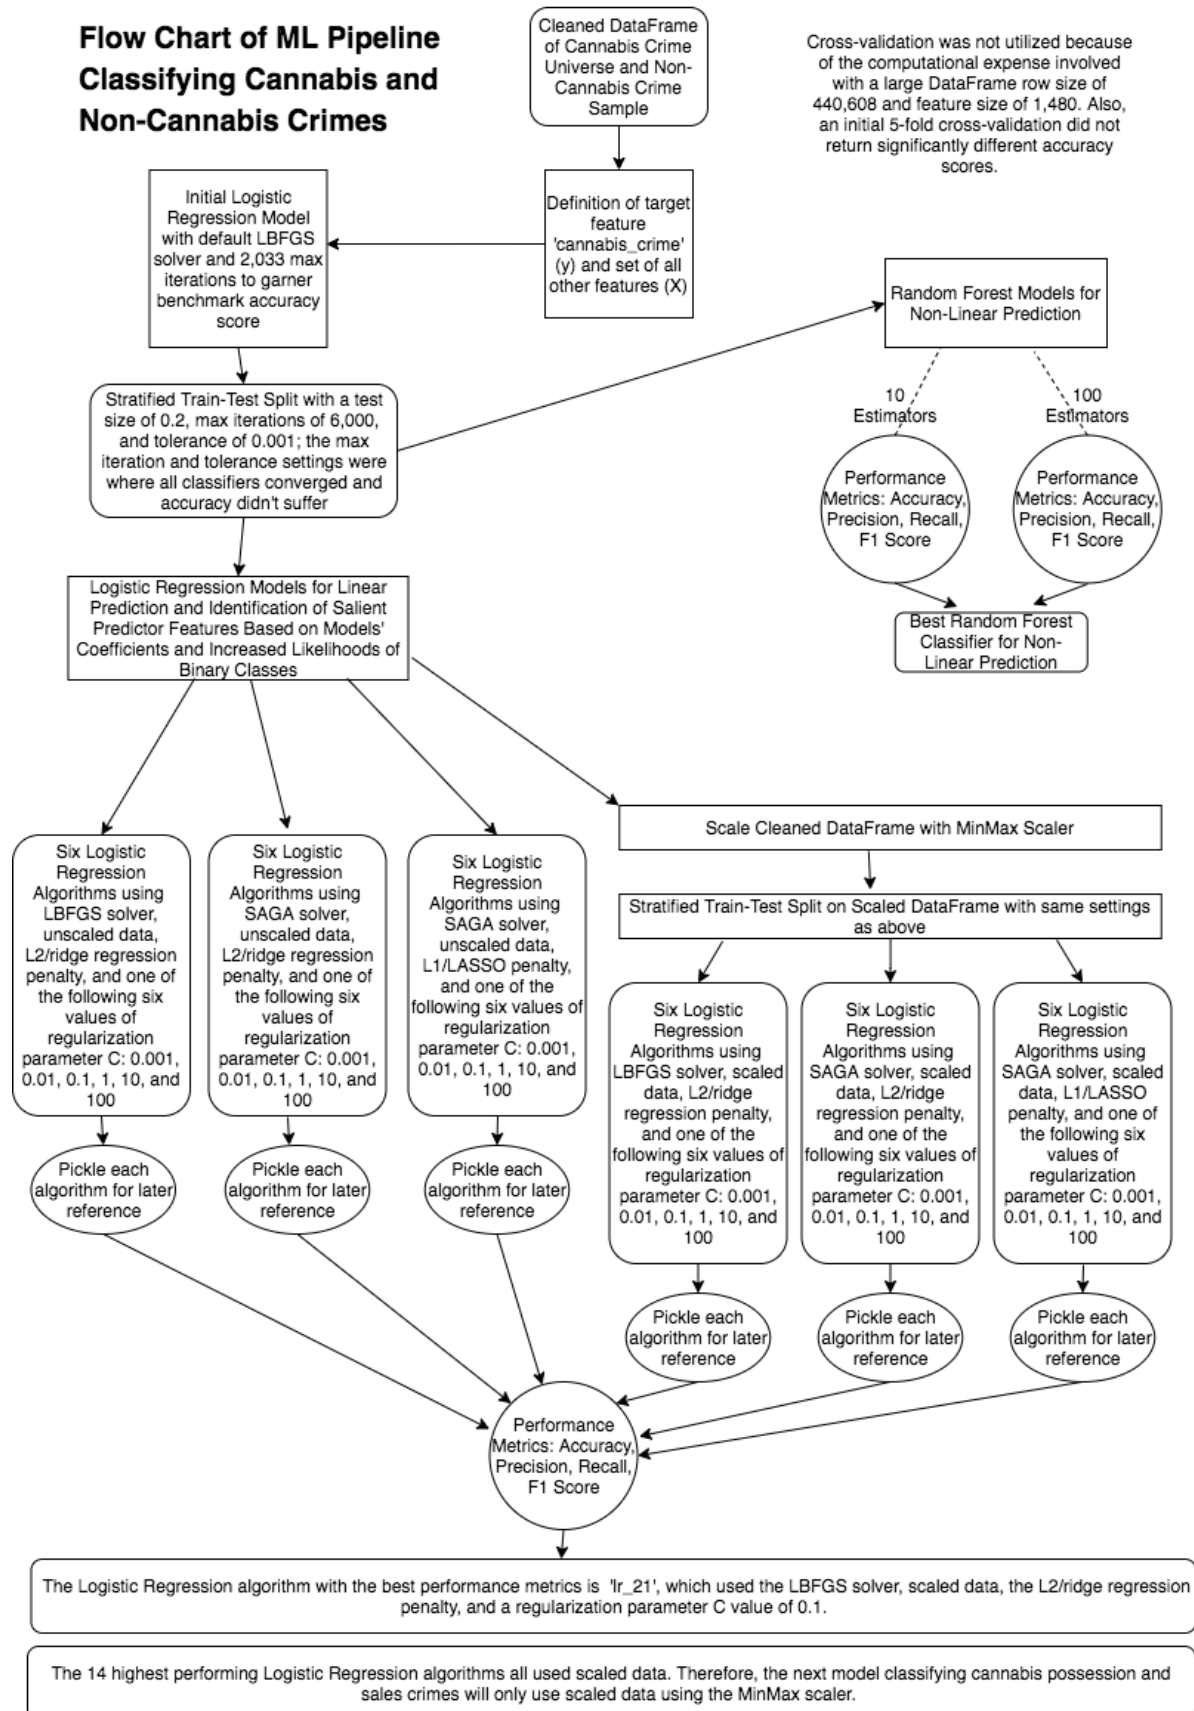 Flow Chart of ML Pipeline
Classifying Cannabis and
Non-Cannabis Crimes
Cleaned DataFrame
of Cannabis Crime
Universe and Non-
Cannabis Crime
Sample
Cross-validation was not utilized because
of the computational expense involved
with a large DataFrame row size of
440,608 and feature size of 1,480. Also,
an initial 5-fold cross-validation did not
return significantly different accuracy
scores.
Definition of target
feature
'cannabis_crime'
(y) and set of all
other features (X)
Initial Logistic
Regression Model
with default LBFGS
solver and 2,033 max
iterations to garner
benchmark accuracy
score
Random Forest Models for
Non-Linear Prediction
Stratified Train-Test Split with a test
size of 0.2, max iterations of 6,000,
and tolerance of 0.001; the max
iteration and tolerance settings were
where all classifiers converged and
accuracy didn't suffer
10
Estimators
100
Estimators
Performance
Metrics: Accuracy,
Precision, Recall,
F1 Score
Performance
Metrics: Accuracy,
Precision, Recall,
F1 Score
Best Random Forest
Classifier for Non-
Linear Prediction
Logistic Regression Models for Linear
Prediction and Identification of Salient
Predictor Features Based on Models'
Coefficients and Increased Likelihoods of
Binary Classes
Scale Cleaned DataFrame with MinMax Scaler
Stratified Train-Test Split on Scaled DataFrame with same settings
as above
Six Logistic
Regression
Algorithms using
LBFGS solver,
unscaled data,
L2/ridge regression
penalty, and one of
the following six
values of
regularization
parameter C: 0.001,
0.01, 0.1, 1, 10, and
100
Six Logistic
Regression
Algorithms using
SAGA solver,
unscaled data,
L2/ridge regression
penalty, and one of
the following six
values of
regularization
parameter C: 0.001,
0.01, 0.1, 1, 10, and
100
Six Logistic
Regression
Algorithms using
SAGA solver,
unscaled data,
L1/LASSO penalty,
and one of the
following six values of
regularization
parameter C: 0.001,
0.01, 0.1, 1, 10, and
100
Six Logistic
Regression
Algorithms using
LBFGS solver, scaled
data, L2/ridge
regression penalty,
and one of the
following six values of
regularization
parameter C: 0.001,
0.01, 0.1, 1, 10, and
100
Six Logistic
Regression
Algorithms using
SAGA solver, scaled
data, L2/ridge
regression penalty,
and one of the
following six values of
regularization
parameter C: 0.001,
0.01, 0.1, 1, 10, and
100
Six Logistic
Regression
Algorithms using
SAGA solver, scaled
data, L1/LASSO
penalty, and one of
the following six
values of
regularization
parameter C: 0.001,
0.01, 0.1, 1, 10, and
100
Pickle each
algorithm for later
reference
Pickle each
algorithm for later
reference
Pickle each
algorithm for later
reference
Pickle each
algorithm for later
reference
Pickle each
algorithm for later
reference
Pickle each
algorithm for later
reference
Performance
Metrics: Accuracy,
Precision, Recall,
F1 Score
The Logistic Regression algorithm with the best performance metrics is 'lr_21', which used the LBFGS solver, scaled data, the L2/ridge regression
penalty, and a regularization parameter C value of 0.1.
The 14 highest performing Logistic Regression algorithms all used scaled data. Therefore, the next model classifying cannabis possession and
sales crimes will only use scaled data using the MinMax scaler.